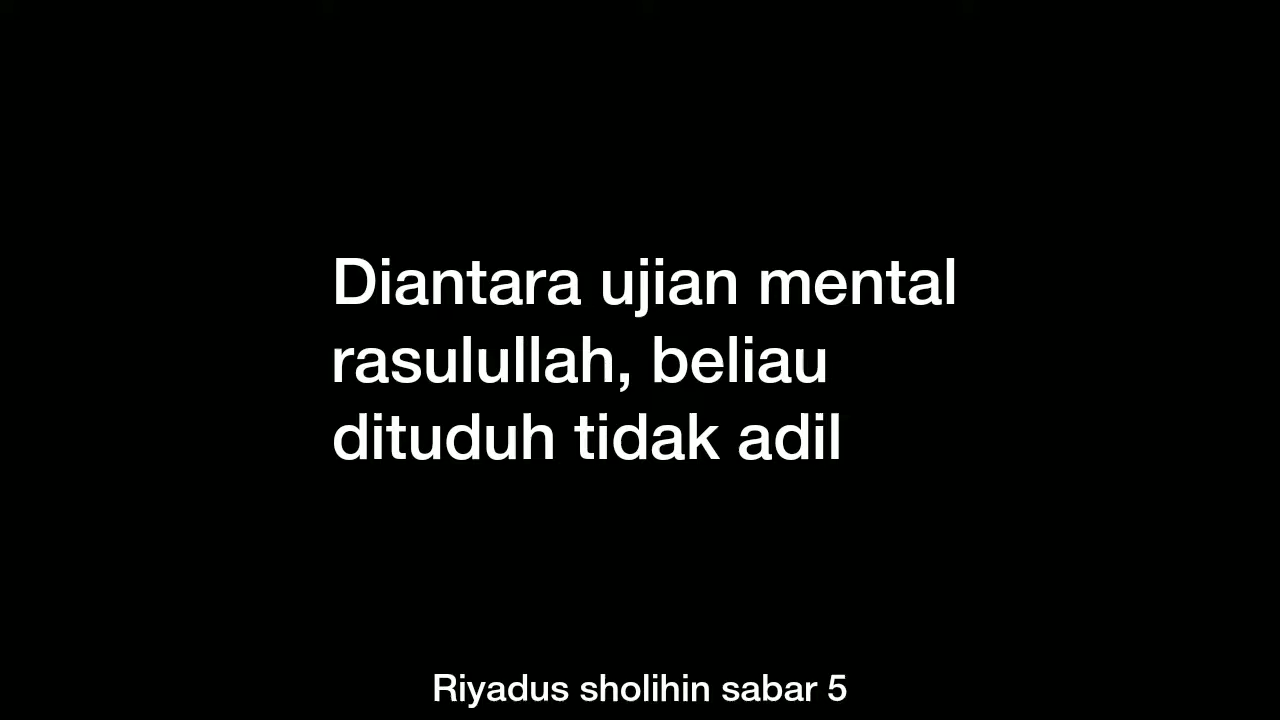 Diantara ujian mental
rasulullah, beliau
dituduh tidak adil
Riyadus sholihin sabar 5